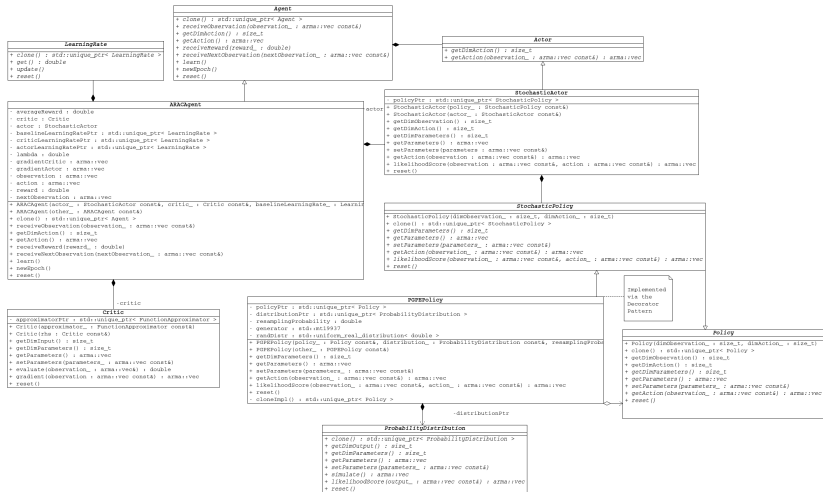 Agent
+ clone() : std::unique_ptr< Agent >
+ receiveObservation(observation_ : arma::vec const&)
+ getDimAction() : size_t
+ getAction() : arma::vec
+ receiveReward(reward_ : double)
+ receiveNextObservation(nextObservation_ : arma::vec const&)
+ learn()
+ newEpoch()
+ reset()
LearningRate
+ clone() : std::unique_ptr< LearningRate >
+ get() : double
+ update()
+ reset()
Actor
+ getDimAction() : size_t
+ getAction(observation_ : arma::vec const&) : arma::vec
ARACAgent
- averageReward : double
- critic : Critic
- actor : StochasticActor
- baselineLearningRatePtr : std::unique_ptr< LearningRate >
- criticLearningRatePtr : std::unique_ptr< LearningRate >
- actorLearningRatePtr : std::unique_ptr< LearningRate >
- lambda : double
- gradientCritic : arma::vec
- gradientActor : arma::vec
- observation : arma::vec
- action : arma::vec
- reward : double
- nextObservation : arma::vec
+ ARACAgent(actor_ : StochasticActor const&, critic_ : Critic const&, baselineLearningRate_ : Learni
+ ARACAgent(other_ : ARACAgent const&)
+ clone() : std::unique_ptr< Agent >
+ receiveObservation(observation_ : arma::vec const&)
+ getDimAction() : size_t
+ getAction() : arma::vec
+ receiveReward(reward_ : double)
+ receiveNextObservation(nextObservation_ : arma::vec const&)
+ learn()
+ newEpoch()
+ reset()
actor
StochasticActor
- policyPtr : std::unique_ptr< StochasticPolicy >
+ StochasticActor(policy_ : StochasticPolicy const&)
+ StochasticActor(actor_ : StochasticActor const&)
+ getDimObservation() : size_t
+ getDimAction() : size_t
+ getDimParameters() : size_t
+ getParameters() : arma::vec
+ setParameters(parameters : arma::vec const&)
+ getAction(observation : arma::vec const&) : arma::vec
+ likelihoodScore(observation : arma::vec const&, action : arma::vec const&) : arma::vec
+ reset()
StochasticPolicy
+ StochasticPolicy(dimObservation_ : size_t, dimAction_ : size_t)
+ clone() : std::unique_ptr< StochasticPolicy >
+ getDimParameters() : size_t
+ getParameters() : arma::vec
+ setParameters(parameters_ : arma::vec const&)
+ getAction(observation_ : arma::vec const&) : arma::vec
+ likelihoodScore(observation_ : arma::vec const&, action_ : arma::vec const&) : arma::vec
+ reset()
-critic
Critic
- approximatorPtr : std::unique_ptr< FunctionApproximator >
+ Critic(approximator_ : FunctionApproximator const&)
+ Critic(rhs : Critic const&)
+ getDimInput() : size_t
+ getDimParameters() : size_t
+ getParameters() : arma::vec
+ setParameters(parameters_ : arma::vec const&)
+ evaluate(observation_ : arma::vec&) : double
+ gradient(observation : arma::vec const&) : arma::vec
+ reset()
PGPEPolicy
- policyPtr : std::unique_ptr< Policy >
- distributionPtr : std::unique_ptr< ProbabilityDistribution >
- resamplingProbability : double
- generator : std::mt19937
- randDistr : std::uniform_real_distribution< double >
+ PGPEPolicy(policy_ : Policy const&, distribution_ : ProbabilityDistribution const&, resamplingProba
+ PGPEPolicy(other_ : PGPEPolicy const&)
+ getDimParameters() : size_t
+ getParameters() : arma::vec
+ setParameters(parameters_ : arma::vec const&)
+ getAction(observation_ : arma::vec const&) : arma::vec
+ likelihoodScore(observation_ : arma::vec const&, action_ : arma::vec const&) : arma::vec
+ reset()
- cloneImpl() : std::unique_ptr< Policy >
Implemented
via the
Decorator
Pattern
Policy
+ Policy(dimObservation_ : size_t, dimAction_ : size_t)
+ clone() : std::unique_ptr< Policy >
+ getDimObservation() : size_t
+ getDimAction() : size_t
+ getDimParameters() : size_t
+ getParameters() : arma::vec
+ setParameters(parameters_ : arma::vec const&)
+ getAction(observation_ : arma::vec const&) : arma::vec
+ reset()
-distributionPtr
ProbabilityDistribution
+ clone() : std::unique_ptr< ProbabilityDistribution >
+ getDimOutput() : size_t
+ getDimParameters() : size_t
+ getParameters() : arma::vec
+ setParameters(parameters_ : arma::vec const&)
+ simulate() : arma::vec
+ likelihoodScore(output_ : arma::vec const&) : arma::vec
+ reset()